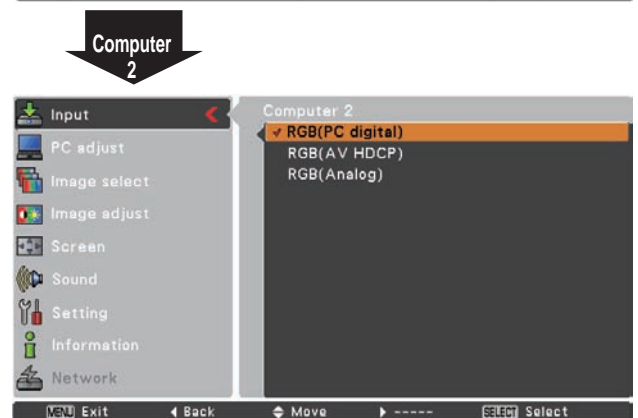 Computer
2
Input
PC adjust
Image select
Image adjust
Screen
Sound
Setting
Information
Network
Computer 2
✓ RGB(PC digital)
RGB(AV HDCP)
RGB(Analog)
MENU Exit ◀ Back Move ▶ ----- SELECT Select